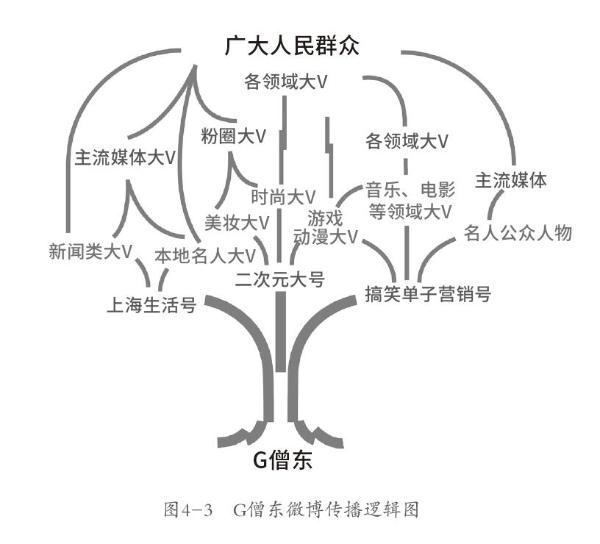 广大人民群众
各领域大V
粉圈大V
各领域大V
主流媒体大V
主流媒体
时尚大V
音乐、电影
等领域大V
美妆大V
游戏
动漫大V
名人公众人物
新闻类大V
本地名人大V
二次元大号
上海生活号
搞笑单子营销号
G僧东
图4-3 G僧东微博传播逻辑图